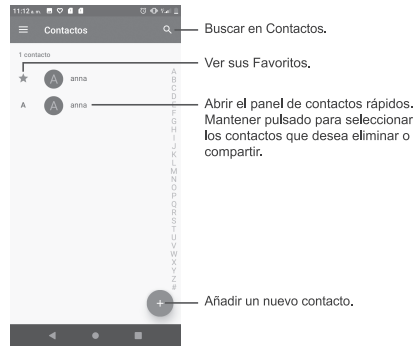 11:12 a. m.
Contactos
Buscar en Contactos.
1 contacto
Ver sus Favoritos.
A anna
A A anna
Abrir el panel de contactos rápidos.
Mantener pulsado para seleccionar
los contactos que desea eliminar o
compartir.
A
B
C
D
E
F
G
H
I
J
K
L
M
N
O
P
Q
R
S
T
U
V
W
X
Y
Z
#
+
Añadir un nuevo contacto.